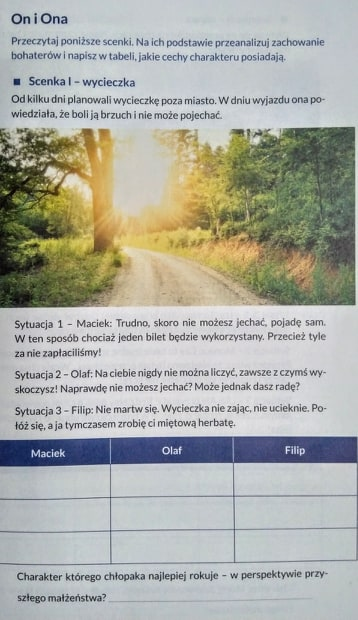 On i Ona
Przeczytaj poniższe scenki. Na ich podstawie przeanalizuj zachowanie
bohaterów i napisz w tabeli, jakie cechy charakteru posiadają.
Scenka I – wycieczka
Od kilku dni planowali wycieczkę poza miasto. W dniu wyjazdu ona po-
wiedziała, że boli ją brzuch i nie może pojechać.
Sytuacja 1 – Maciek: Trudno, skoro nie możesz jechać, pojadę sam.
W ten sposób chociaż jeden bilet będzie wykorzystany. Przecież tyle
za nie zapłaciliśmy!
Sytuacja 2 – Olaf: Na ciebie nigdy nie można liczyć, zawsze z czymś wy-
skoczysz! Naprawdę nie możesz jechać? Może jednak dasz radę?
Sytuacja 3 – Filip: Nie martw się. Wycieczka nie zając, nie ucieknie. Po-
łóż się, a ja tymczasem zrobię ci miętową herbatę.
Maciek Olaf Filip
Charakter którego chłopaka najlepiej rokuje – w perspektywie przy-
szłego małżeństwa?